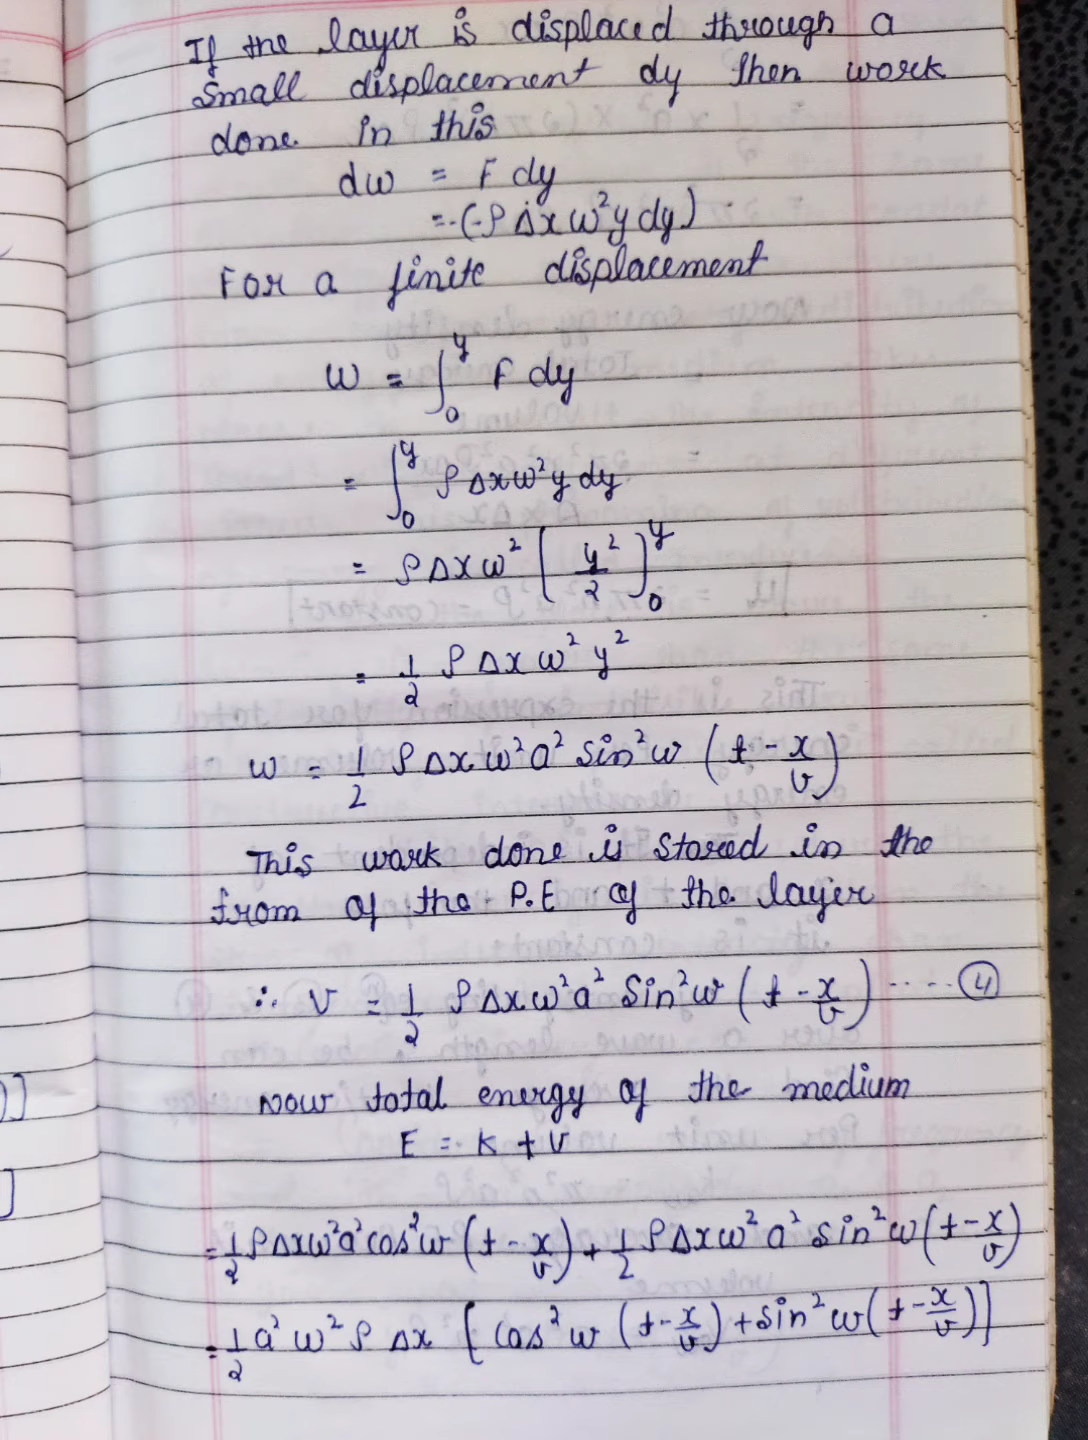 If the layer is displaced through a
small displacement dy then work
done in this
dw = F dy
= -(-ρ Δx ω² y dy)
For a finite displacement
W = ∫₀ʸ F dy
= ∫₀ʸ ρ Δx ω² y dy
= ρ Δx ω² [y²/2]₀ʸ
= 1/2 ρ Δx ω² y²
W = 1/2 ρ Δx ω² a² sin² ω (t - x/v)
This work done is stored in the
from of the P.E of the layer
∴ V = 1/2 ρ Δx ω² a² Sin² ω (t - x/v) ---- ④
Now total energy of the medium
E = K + V
= 1/2 ρ Δx ω² a² cos² ω (t - x/v) + 1/2 ρ Δx ω² a² sin² ω (t - x/v)
= 1/2 a² ω² ρ Δx [cos² ω (t - x/v) + sin² ω (t - x/v)]